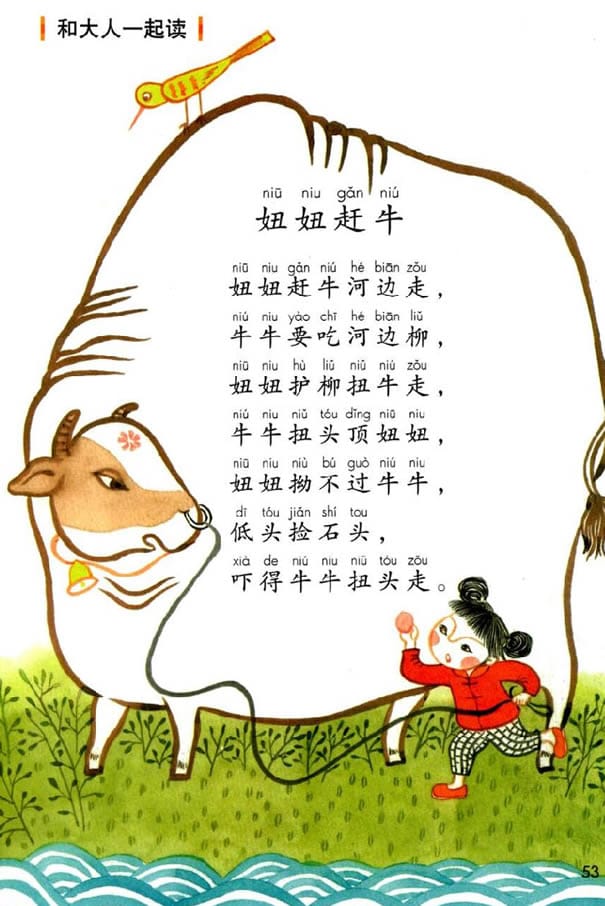 和大人一起读
niū niu gǎn niú
妞妞赶牛
niū niu gǎn niú hé biān zǒu
妞妞赶牛河边走，
niú niu yào chī hé biān liǔ
牛牛要吃河边柳，
niū niu hù liǔ niǔ niú zǒu
妞妞护柳扭牛走，
niú niu niǔ tóu dǐng niū niu
牛牛扭头顶妞妞，
niū niu niù bú guò niú niu
妞妞拗不过牛牛，
dī tóu jiǎn shí tou
低头捡石头，
xià de niú niu niǔ tóu zǒu
吓得牛牛扭头走。
53